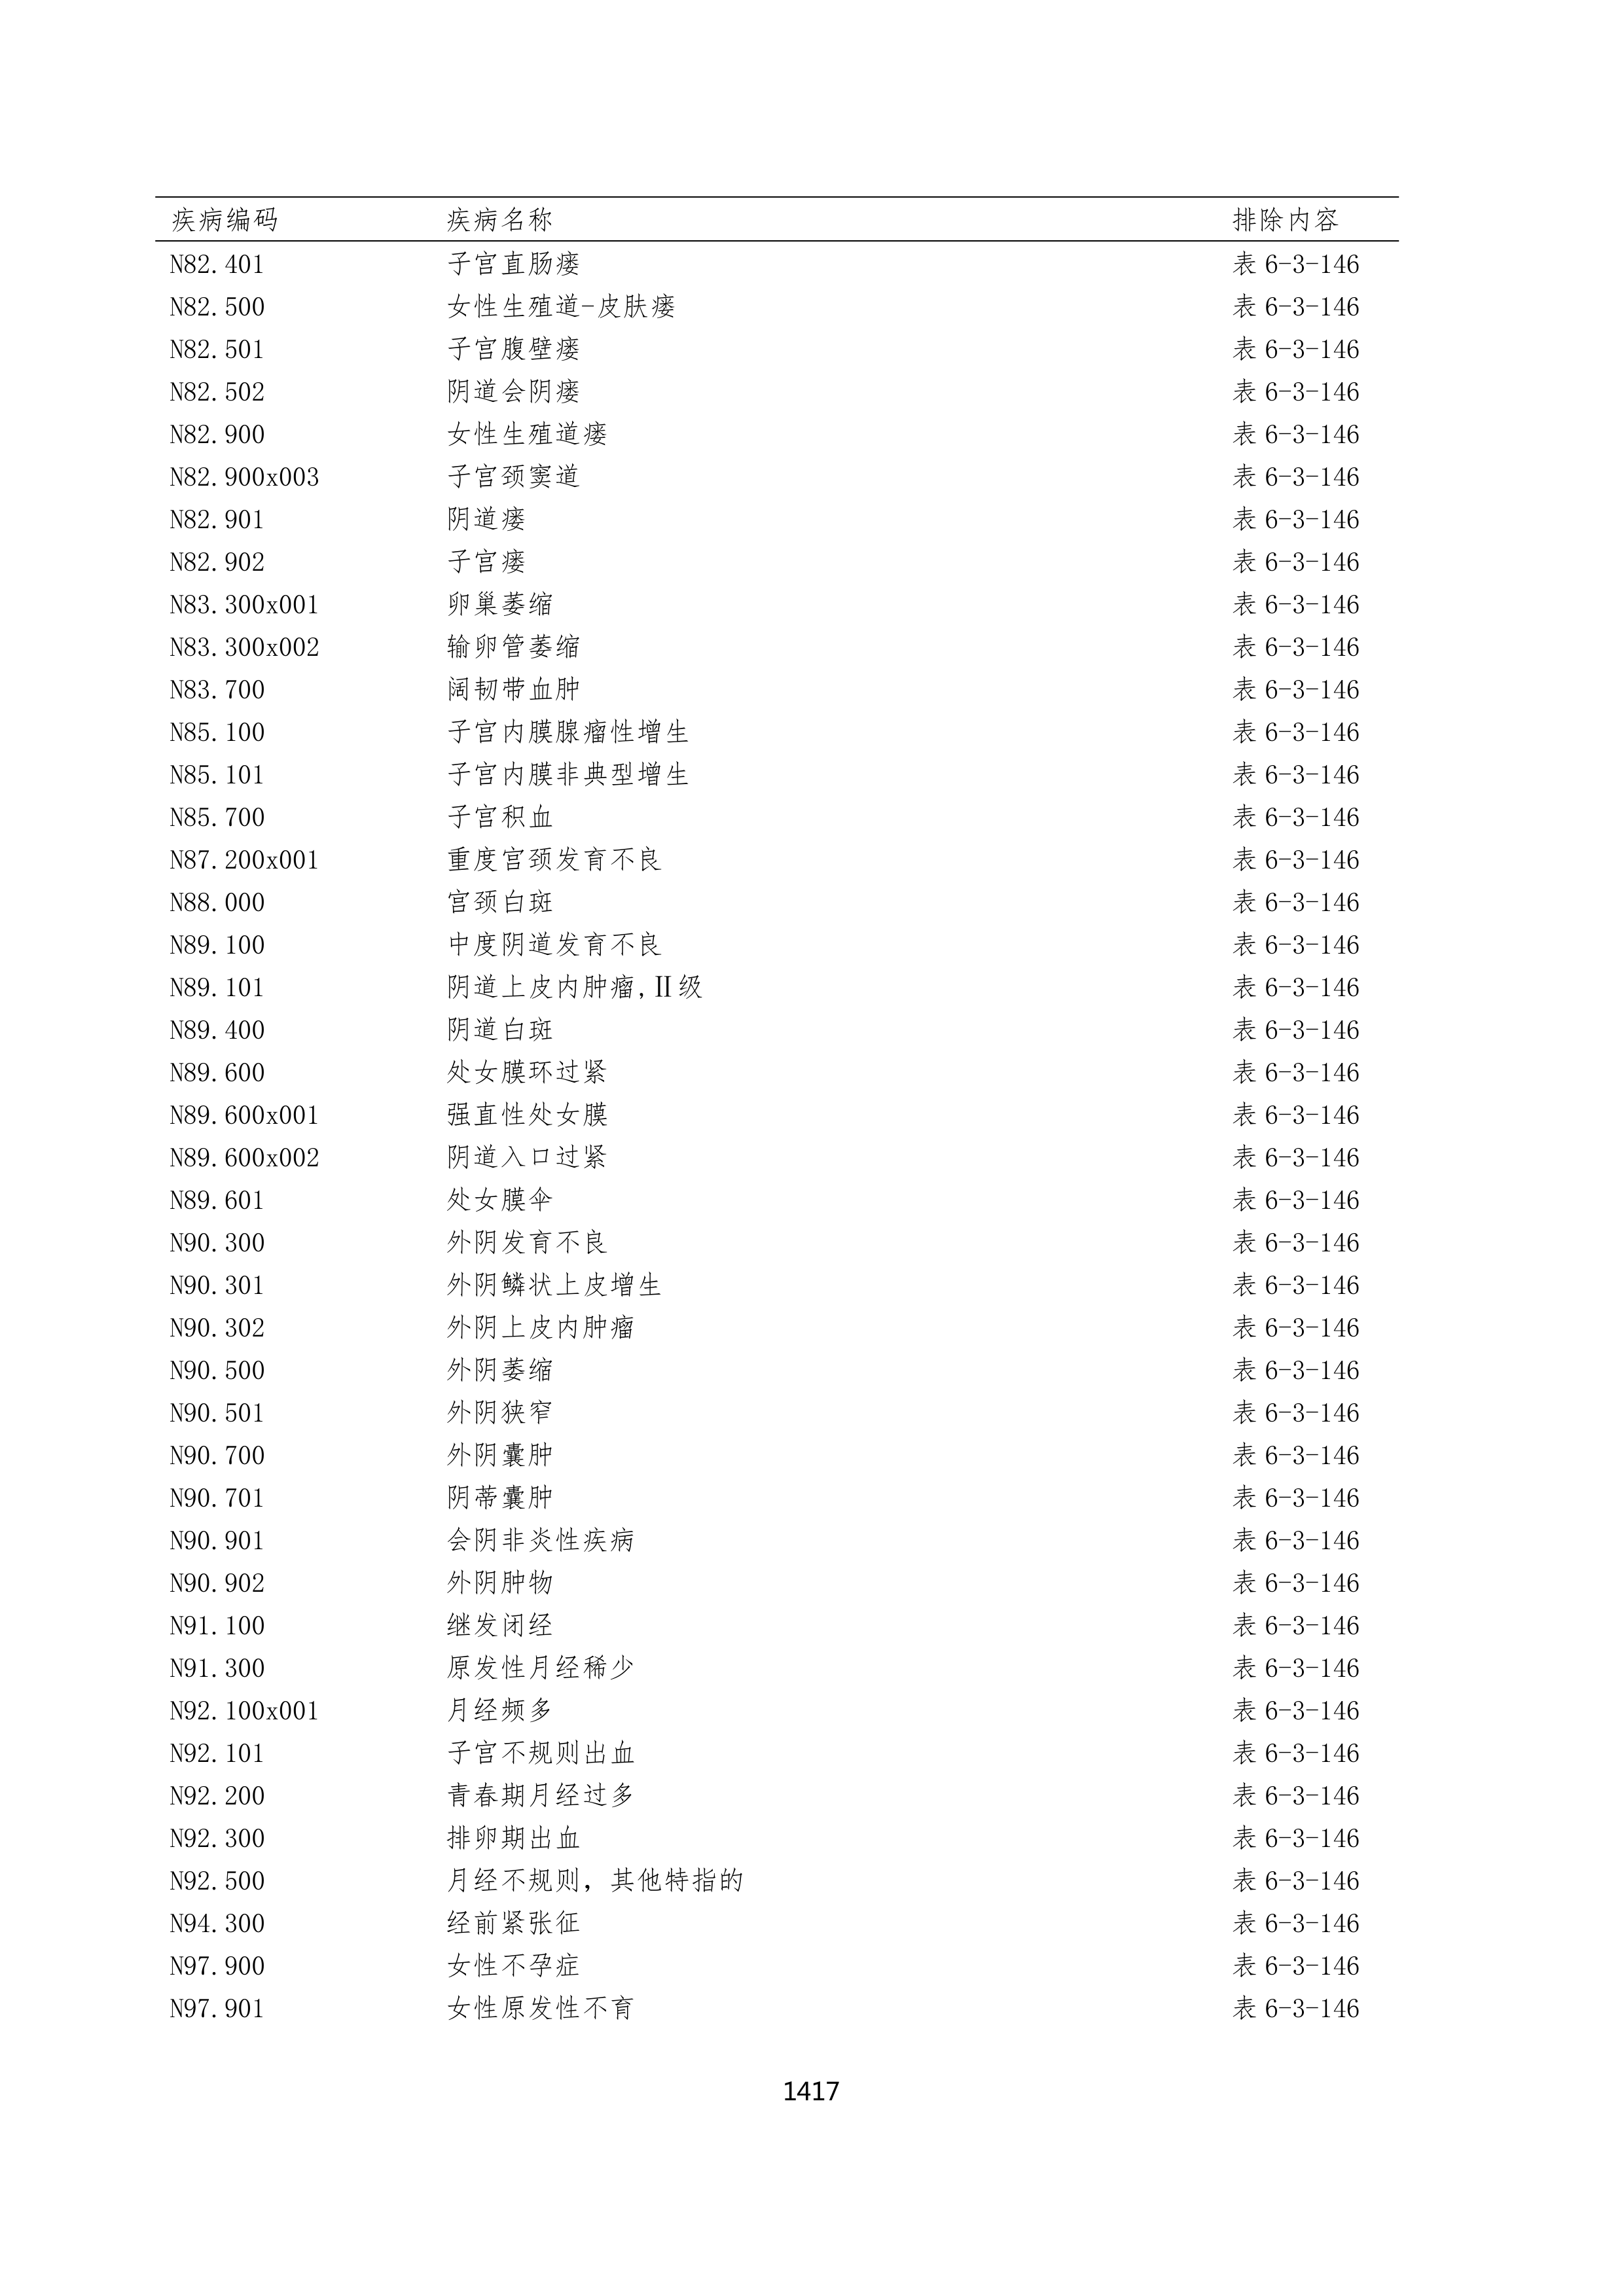 疾病编码 疾病名称 排除内容
N82.401 子宫直肠瘘 表 6-3-146
N82.500 女性生殖道-皮肤瘘 表 6-3-146
N82.501 子宫腹壁瘘 表 6-3-146
N82.502 阴道会阴瘘 表 6-3-146
N82.900 女性生殖道瘘 表 6-3-146
N82.900x003 子宫颈窦道 表 6-3-146
N82.901 阴道瘘 表 6-3-146
N82.902 子宫瘘 表 6-3-146
N83.300x001 卵巢萎缩 表 6-3-146
N83.300x002 输卵管萎缩 表 6-3-146
N83.700 阔韧带血肿 表 6-3-146
N85.100 子宫内膜腺瘤性增生 表 6-3-146
N85.101 子宫内膜非典型增生 表 6-3-146
N85.700 子宫积血 表 6-3-146
N87.200x001 重度宫颈发育不良 表 6-3-146
N88.000 宫颈白斑 表 6-3-146
N89.100 中度阴道发育不良 表 6-3-146
N89.101 阴道上皮内肿瘤,Ⅱ级 表 6-3-146
N89.400 阴道白斑 表 6-3-146
N89.600 处女膜环过紧 表 6-3-146
N89.600x001 强直性处女膜 表 6-3-146
N89.600x002 阴道入口过紧 表 6-3-146
N89.601 处女膜伞 表 6-3-146
N90.300 外阴发育不良 表 6-3-146
N90.301 外阴鳞状上皮增生 表 6-3-146
N90.302 外阴上皮内肿瘤 表 6-3-146
N90.500 外阴萎缩 表 6-3-146
N90.501 外阴狭窄 表 6-3-146
N90.700 外阴囊肿 表 6-3-146
N90.701 阴蒂囊肿 表 6-3-146
N90.901 会阴非炎性疾病 表 6-3-146
N90.902 外阴肿物 表 6-3-146
N91.100 继发闭经 表 6-3-146
N91.300 原发性月经稀少 表 6-3-146
N92.100x001 月经频多 表 6-3-146
N92.101 子宫不规则出血 表 6-3-146
N92.200 青春期月经过多 表 6-3-146
N92.300 排卵期出血 表 6-3-146
N92.500 月经不规则，其他特指的 表 6-3-146
N94.300 经前紧张征 表 6-3-146
N97.900 女性不孕症 表 6-3-146
N97.901 女性原发性不育 表 6-3-146
1417